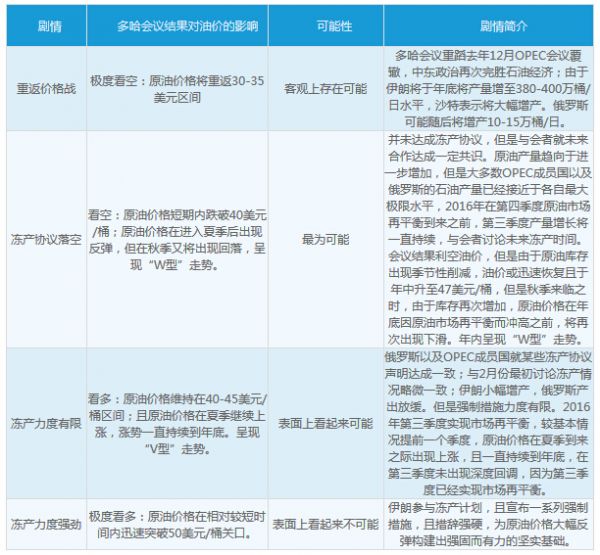 剧情
多哈会议结果对油价的影响
可能性
剧情简介
重返价格战
极度看空：原油价格将重返30-35
美元区间
客观上存在可能
多哈会议重蹈去年12月OPEC会议覆
辙，中东政治再次完胜石油经济；由于
伊朗将于年底将产量增至380-400万桶/
日水平，沙特表示将大幅增产。俄罗斯
可能随后将增产10-15万桶/日。
冻产协议落空
看空：原油价格短期内跌破40美元
/桶；原油价格在进入夏季后出现
反弹，但在秋季又将出现回落，呈
现“W型”走势。
最为可能
并未达成冻产协议，但是与会者就未来
合作达成一定共识。原油产量趋向于进
一步增加，但是大多数OPEC成员国以及
俄罗斯的石油产量已经接近于各自最大
极限水平，2016年在第四季度原油市场
再平衡到来之前，第三季度产量增长将
一直持续，与会者讨论未来冻产时间。
会议结果利空油价，但是由于原油库存
出现季节性削减，油价或迅速恢复且于
年中升至47美元/桶，但是秋季来临之
时，由于库存再次增加，原油价格在年
底因原油市场再平衡而冲高之前，将再
次出现下滑。年内呈现“W型”走势。
冻产力度有限
看多：原油价格维持在40-45美元/
桶区间；且原油价格在夏季继续上
涨，涨势一直持续到年底。呈现
“V型”走势。
表面上看起来可能
俄罗斯以及OPEC成员国就某些冻产协议
声明达成一致；与2月份最初讨论冻产情
况略微一致；伊朗小幅增产，俄罗斯产
出放缓。但是强制措施力度有限。2016
年第三季度实现市场再平衡，较基本情
况提前一个季度，原油价格在夏季到来
之际出现上涨，且一直持续到年底，在
第三季度未出现深度回调，因为第三季
度已经实现市场再平衡。
冻产力度强劲
极度看多：原油价格在相对较短时
间内迅速突破50美元/桶关口。
表面上看起来不可能
伊朗参与冻产计划，且宣布一系列强制
措施，且措辞强硬，为原油价格大幅反
弹构建出强固而有力的坚实基础。